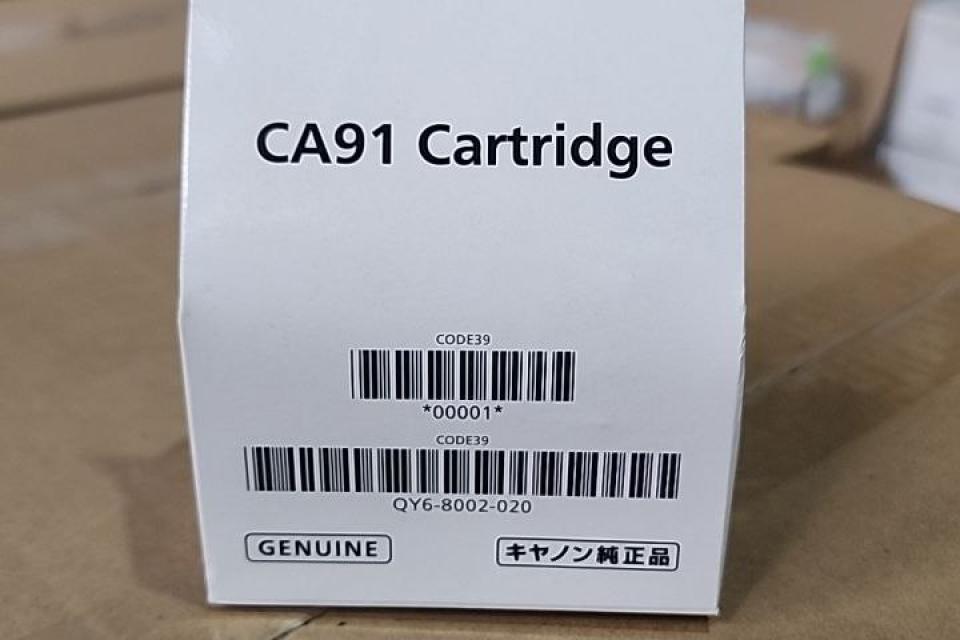 CA91 Cartridge
CODE39
*00001*
CODE39
QY6-8002-020
GENUINE
キヤノン純正品